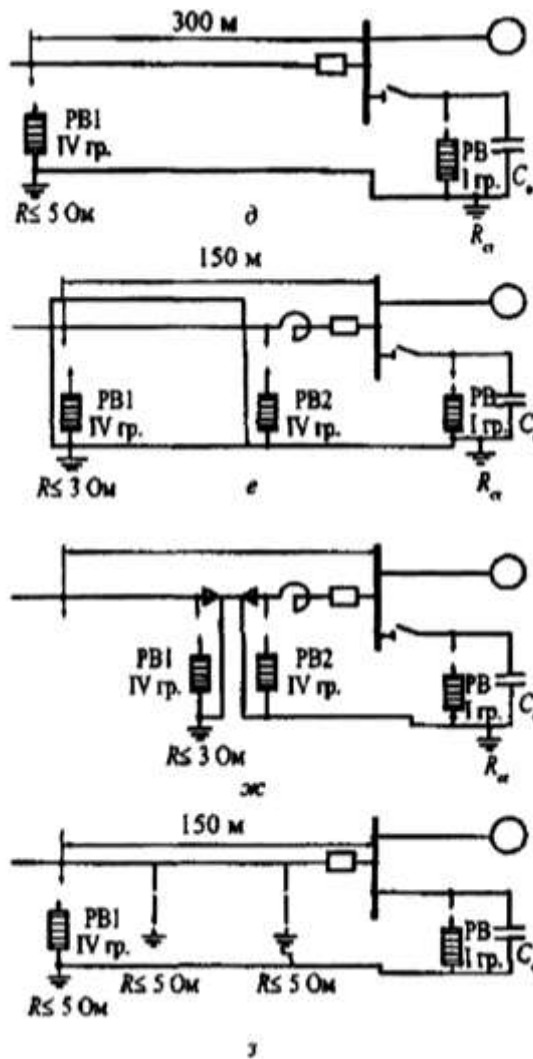 300 м
РВ1
IV гр.
РВ
I гр.
R≤ 5 Ом
д
150 м
РВ1
IV гр.
РВ2
IV гр.
РВ
I гр.
R≤ 3 Ом
е
РВ1
IV гр.
РВ2
IV гр.
РВ
I гр.
R≤ 3 Ом
ж
150 м
РВ1
IV гр.
РВ
I гр.
R≤ 5 Ом
R≤ 5 Ом
R≤ 5 Ом
з